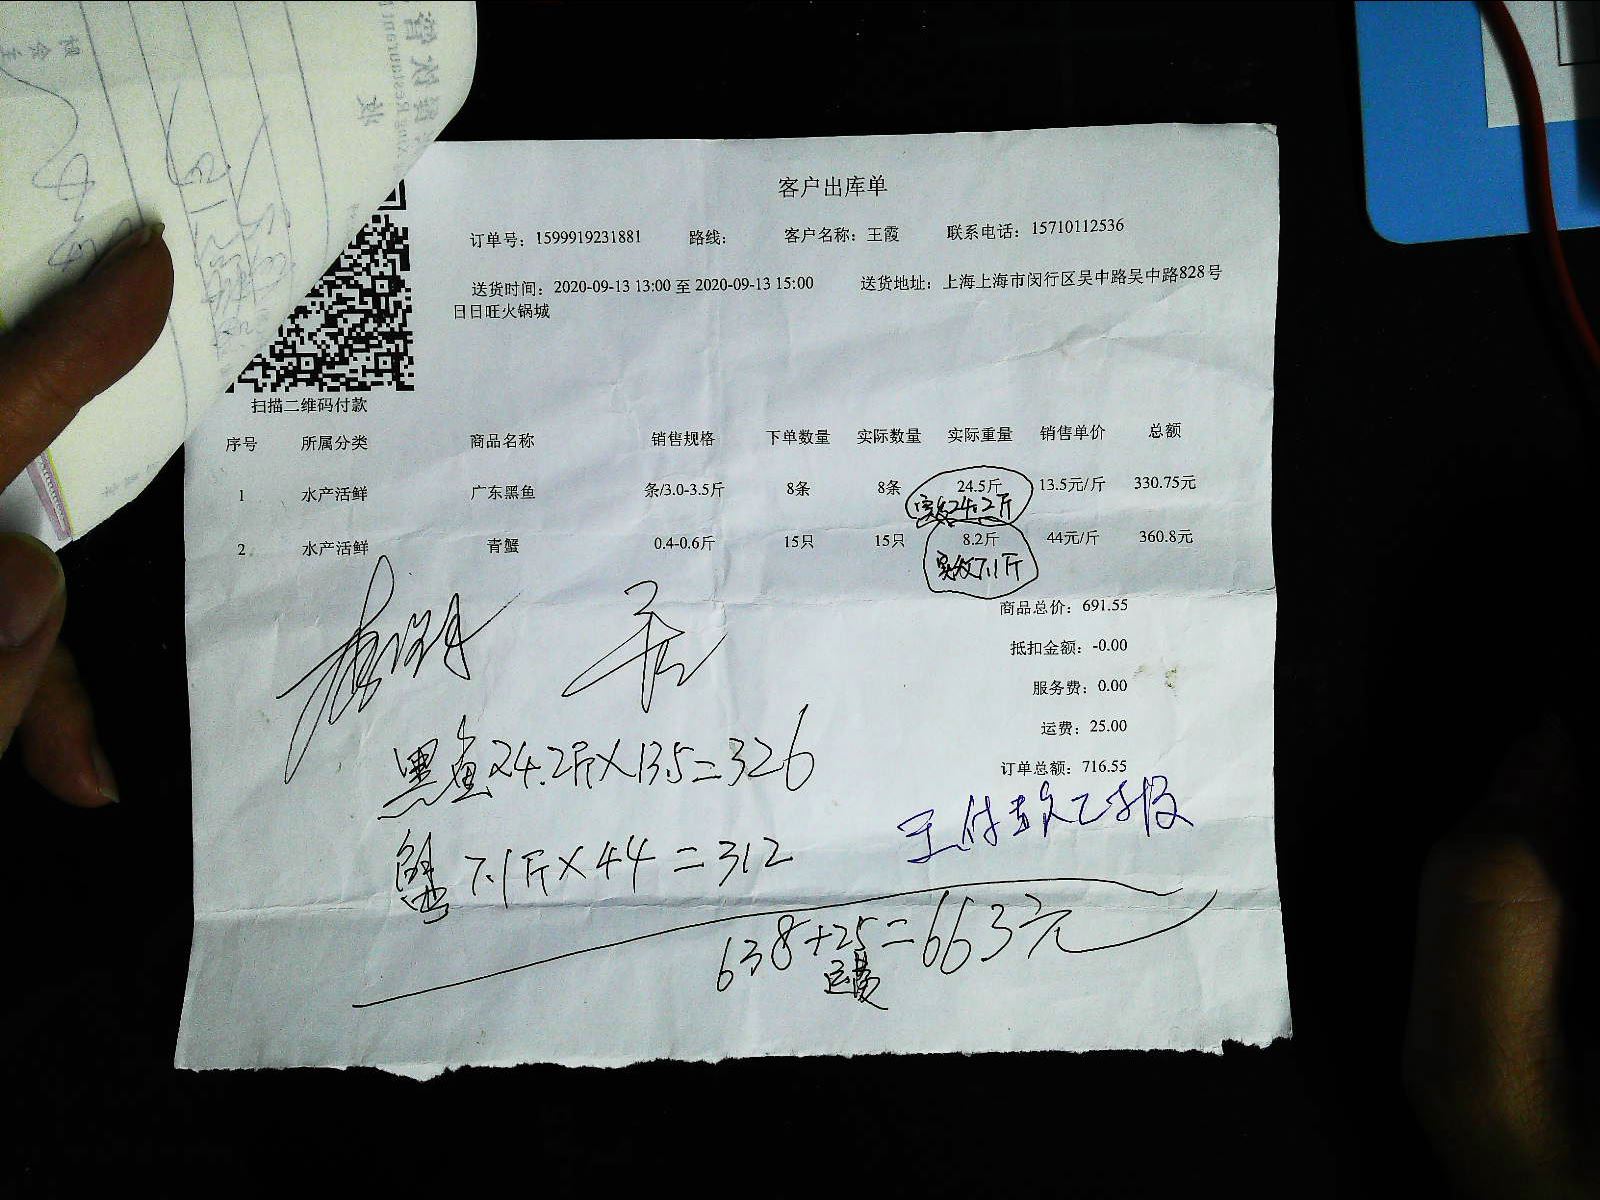 客户出库单
订单号：1599919231881 路线： 客户名称：王霞 联系电话：15710112536
送货时间：2020-09-13 13:00 至 2020-09-13 15:00 送货地址：上海上海市闵行区吴中路吴中路828号
日日旺火锅城
扫描二维码付款
序号 所属分类 商品名称 销售规格 下单数量 实际数量 实际重量 销售单价 总额
1 水产活鲜 广东黑鱼 条/3.0-3.5斤 8条 8条 24.5斤 13.5元/斤 330.75元
实收24.2斤
2 水产活鲜 青蟹 0.4-0.6斤 15只 15只 8.2斤 44元/斤 360.8元
实收7.1斤
商品总价：691.55
抵扣金额：-0.00
服务费：0.00
运费：25.00
订单总额：716.55
黑鱼24.2斤×13.5=326
蟹 7.1斤×44=312
638+25=663元
运费